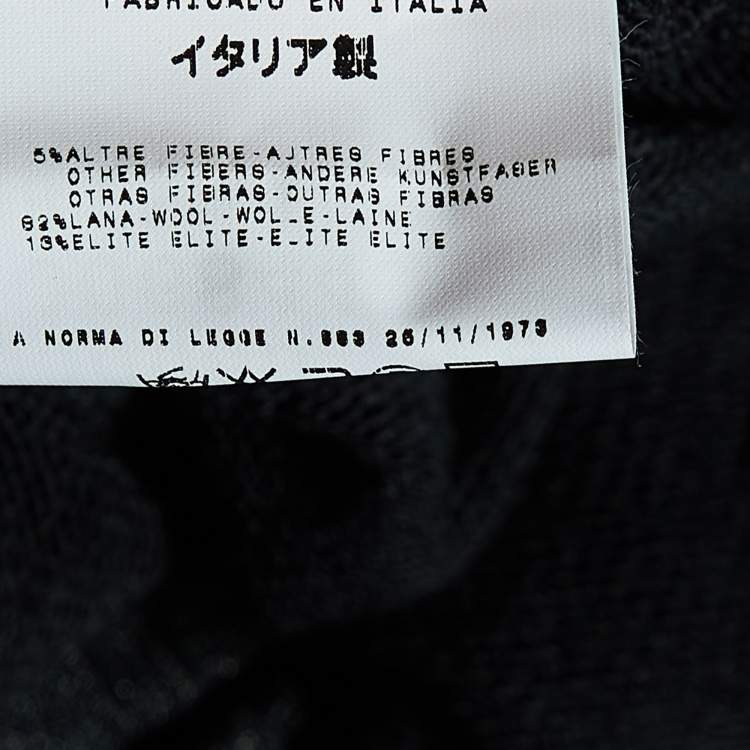 FABRICADO EN ITALIA
イタリア製
5%ALTRE FIBRE-AUTRES FIBRES
OTHER FIBERS-ANDERE KUNSTFASER
OTRAS FIBRAS-OUTRAS FIBRAS
82%LANA-WOOL-WOLLE-LAINE
13%ELITE ELITE-ELITE ELITE
A NORMA DI LEGGE N.883 26/11/1973